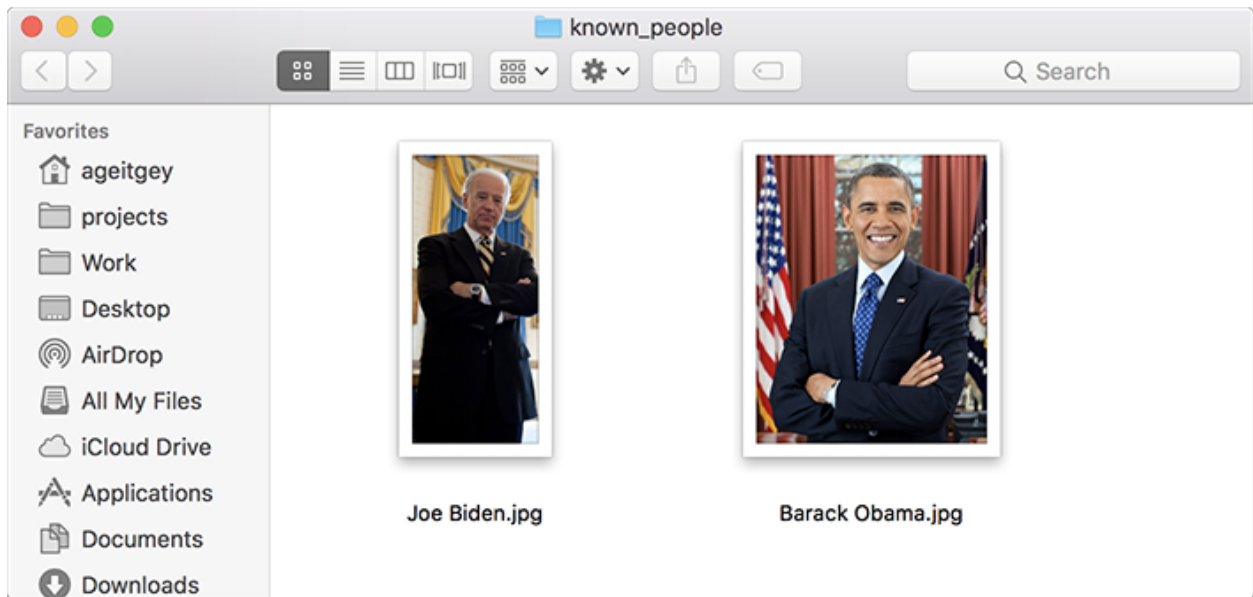 known_people
Search
Favorites
ageitgey
projects
Work
Desktop
AirDrop
All My Files
iCloud Drive
Applications
Documents
Downloads
Joe Biden.jpg
Barack Obama.jpg